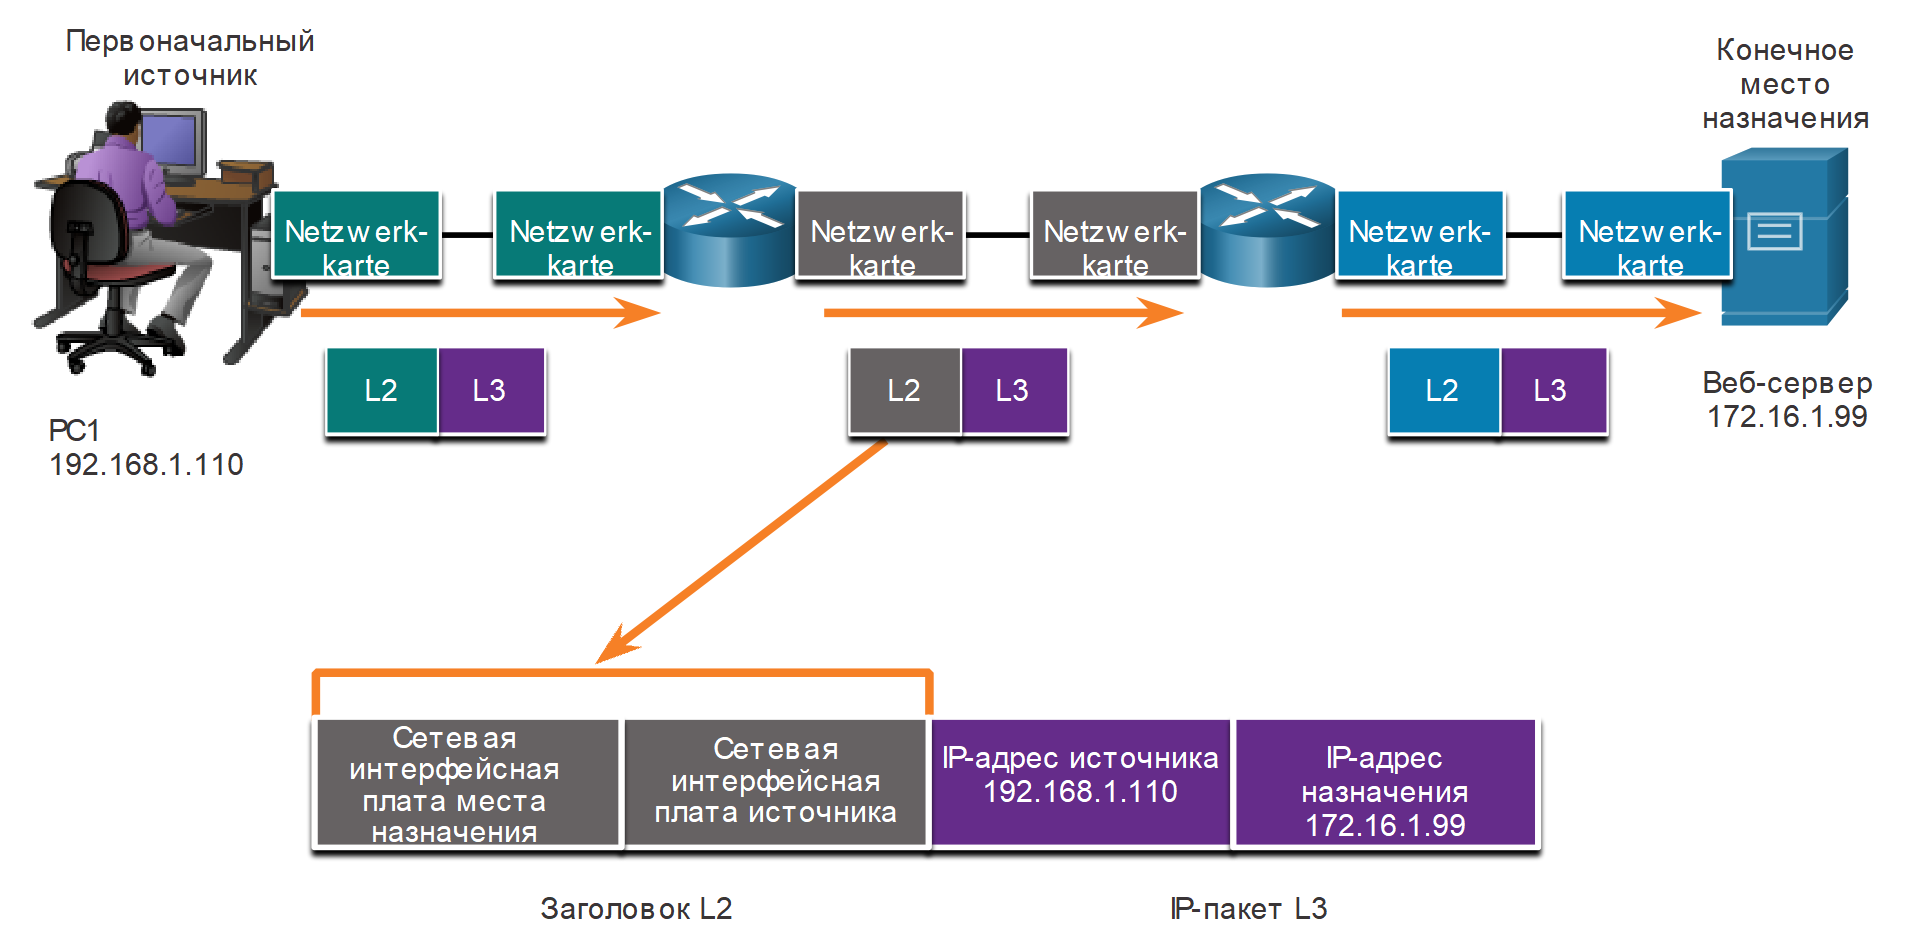 Первоначальный
источник
Конечное
место
назначения
Netzwerk-
karte
Netzwerk-
karte
Netzwerk-
karte
Netzwerk-
karte
Netzwerk-
karte
Netzwerk-
karte
L2
L3
L2
L3
L2
L3
PC1
192.168.1.110
Веб-сервер
172.16.1.99
Сетевая
интерфейсная
плата места
назначения
Сетевая
интерфейсная
плата источника
IP-адрес источника
192.168.1.110
IP-адрес
назначения
172.16.1.99
Заголовок L2
IP-пакет L3